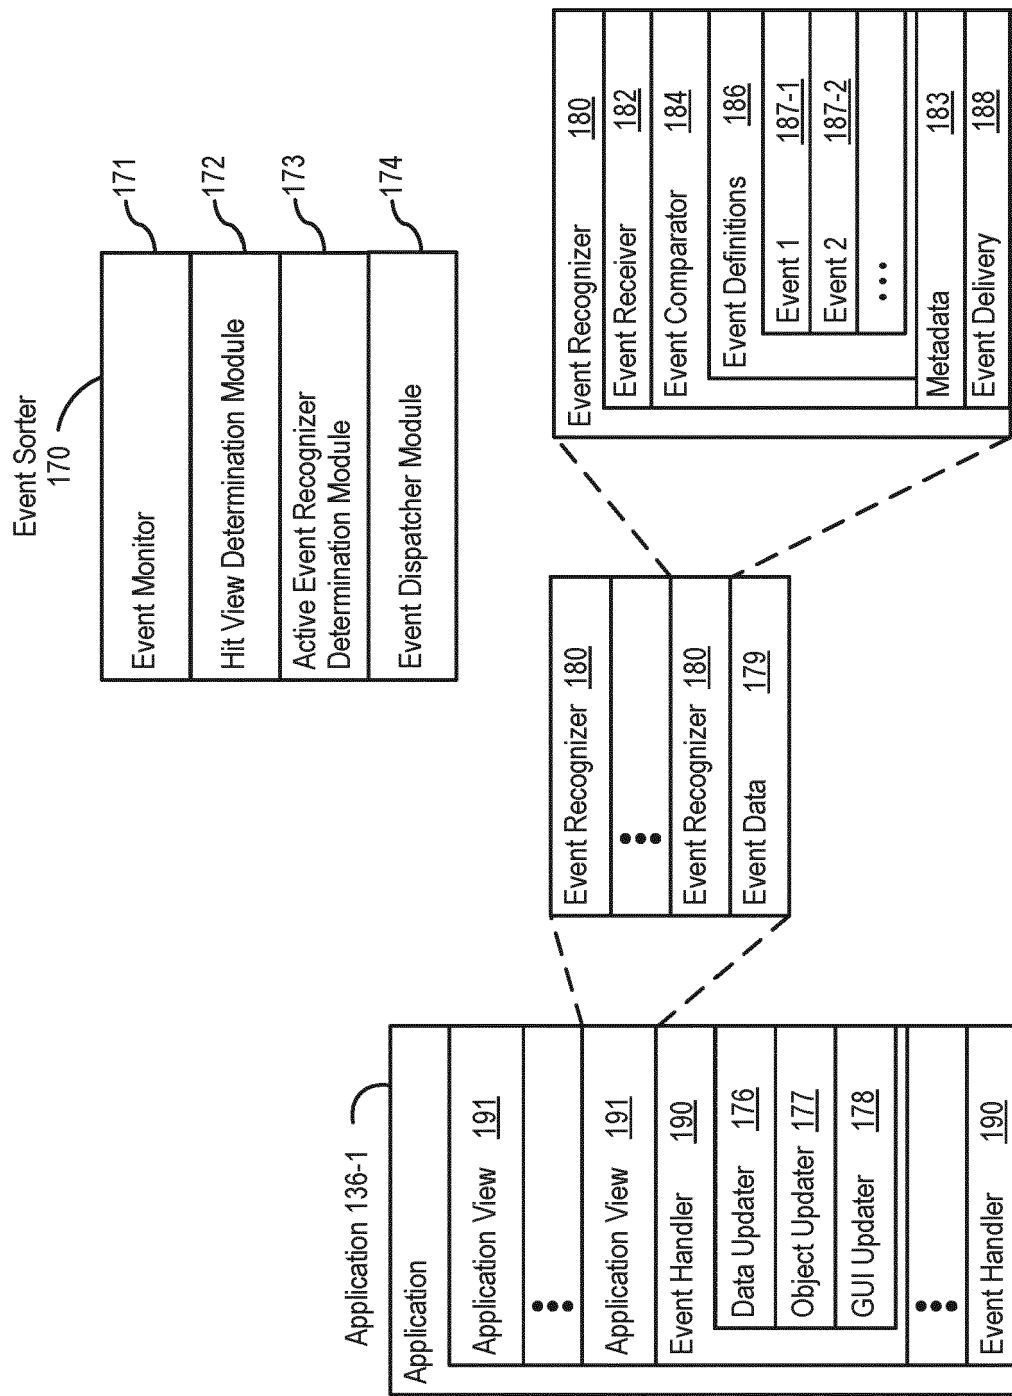 Event Sorter
170
Event Monitor
171
Hit View Determination Module
172
Active Event Recognizer
Determination Module
173
Event Dispatcher Module
174
Application 136-1
Application
Application View 191
•••
Application View 191
Event Handler 190
Data Updater 176
Object Updater 177
GUI Updater 178
•••
Event Handler 190
Event Recognizer 180
•••
Event Recognizer 180
Event Data 179
Event Recognizer 180
Event Receiver 182
Event Comparator 184
Event Definitions 186
Event 1 187-1
Event 2 187-2
•••
Metadata 183
Event Delivery 188